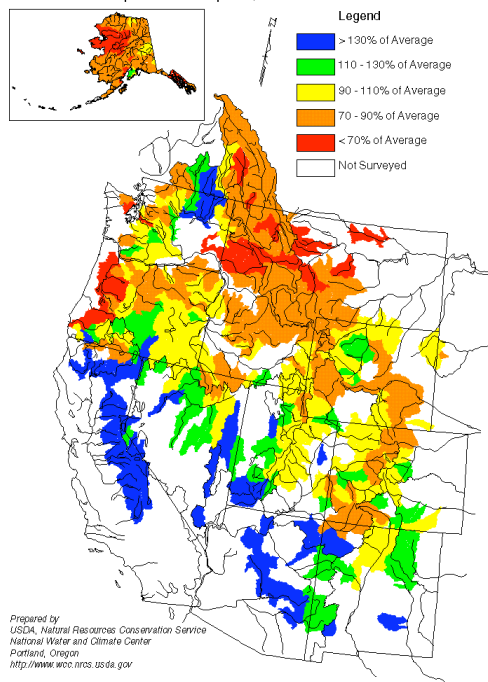 Legend
> 130% of Average
110 - 130% of Average
90 - 110% of Average
70 - 90% of Average
< 70% of Average
Not Surveyed
Prepared by
USDA, Natural Resources Conservation Service
National Water and Climate Center
Portland, Oregon
http://www.wcc.nrcs.usda.gov